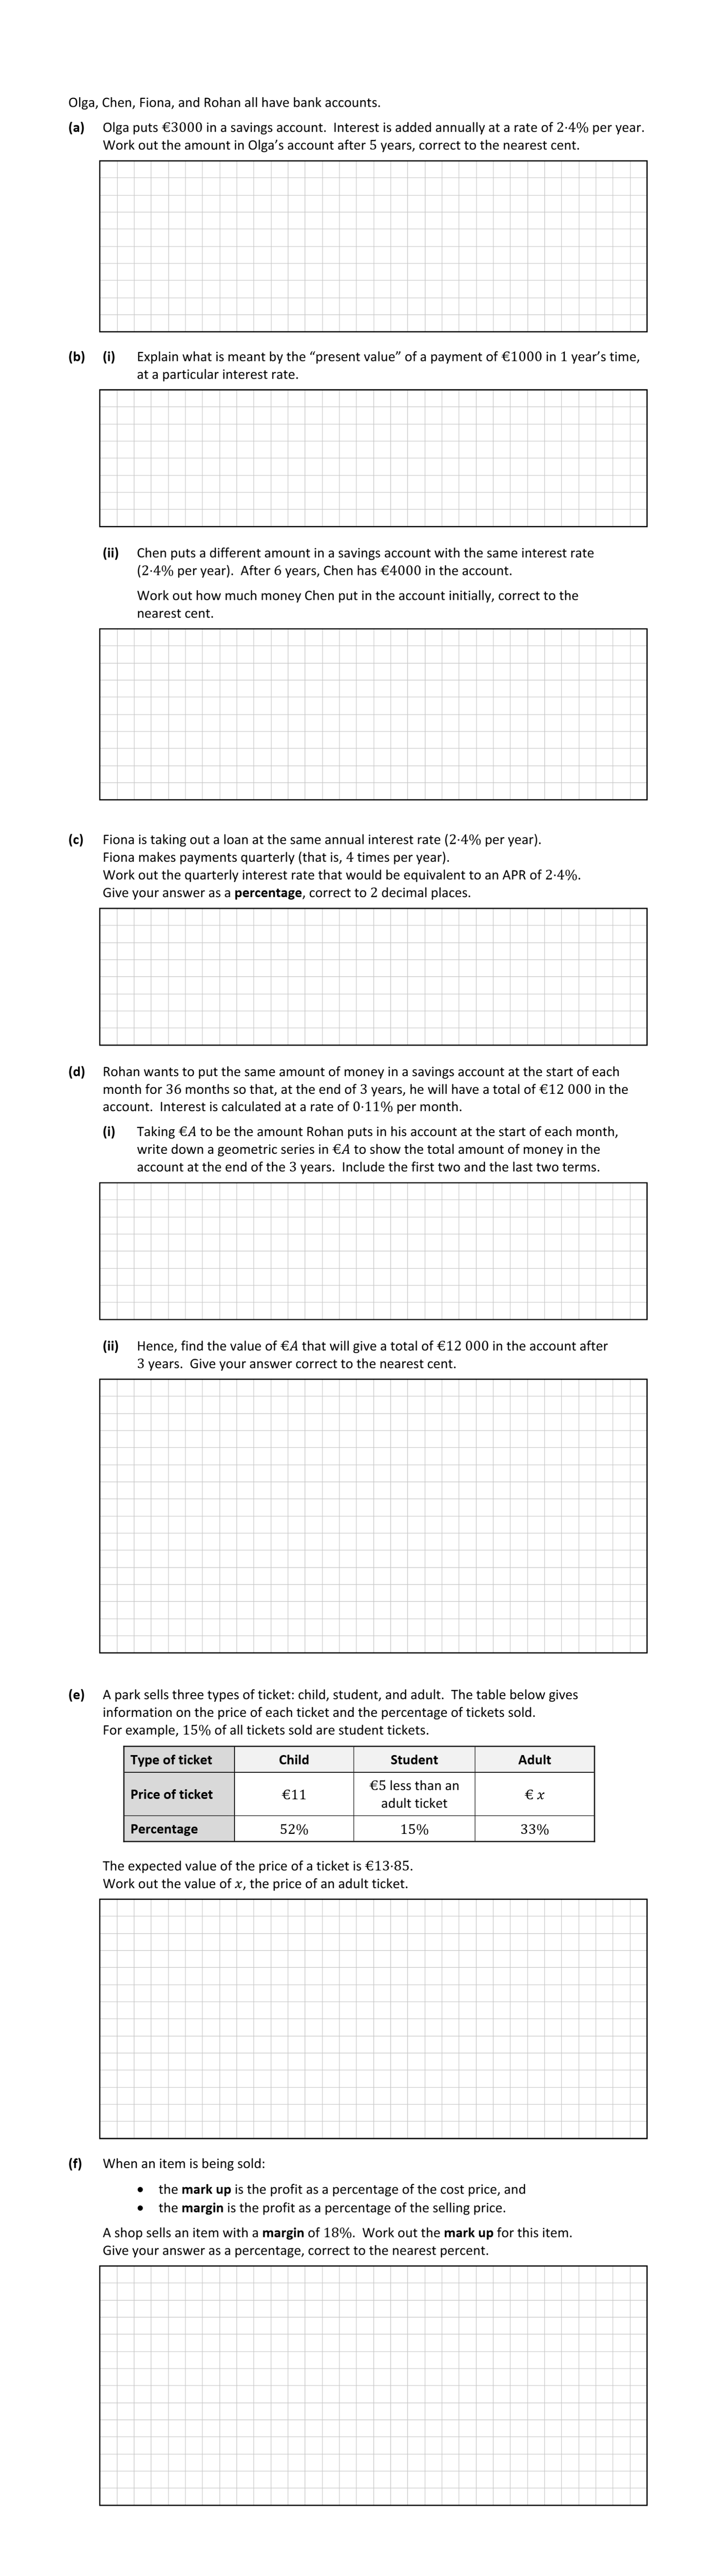 Olga, Chen, Fiona, and Rohan all have bank accounts.
(a) Olga puts €3000 in a savings account. Interest is added annually at a rate of 2·4% per year.
Work out the amount in Olga’s account after 5 years, correct to the nearest cent.
(b) (i) Explain what is meant by the “present value” of a payment of €1000 in 1 year’s time,
at a particular interest rate.
(ii) Chen puts a different amount in a savings account with the same interest rate
(2·4% per year). After 6 years, Chen has €4000 in the account.
Work out how much money Chen put in the account initially, correct to the
nearest cent.
(c) Fiona is taking out a loan at the same annual interest rate (2·4% per year).
Fiona makes payments quarterly (that is, 4 times per year).
Work out the quarterly interest rate that would be equivalent to an APR of 2·4%.
Give your answer as a percentage, correct to 2 decimal places.
(d) Rohan wants to put the same amount of money in a savings account at the start of each
month for 36 months so that, at the end of 3 years, he will have a total of €12 000 in the
account. Interest is calculated at a rate of 0·11% per month.
(i) Taking €A to be the amount Rohan puts in his account at the start of each month,
write down a geometric series in €A to show the total amount of money in the
account at the end of the 3 years. Include the first two and the last two terms.
(ii) Hence, find the value of €A that will give a total of €12 000 in the account after
3 years. Give your answer correct to the nearest cent.
(e) A park sells three types of ticket: child, student, and adult. The table below gives
information on the price of each ticket and the percentage of tickets sold.
For example, 15% of all tickets sold are student tickets.
Type of ticket Child Student Adult
Price of ticket €11 €5 less than an adult ticket € x
Percentage 52% 15% 33%
The expected value of the price of a ticket is €13·85.
Work out the value of x, the price of an adult ticket.
(f) When an item is being sold:
• the mark up is the profit as a percentage of the cost price, and
• the margin is the profit as a percentage of the selling price.
A shop sells an item with a margin of 18%. Work out the mark up for this item.
Give your answer as a percentage, correct to the nearest percent.